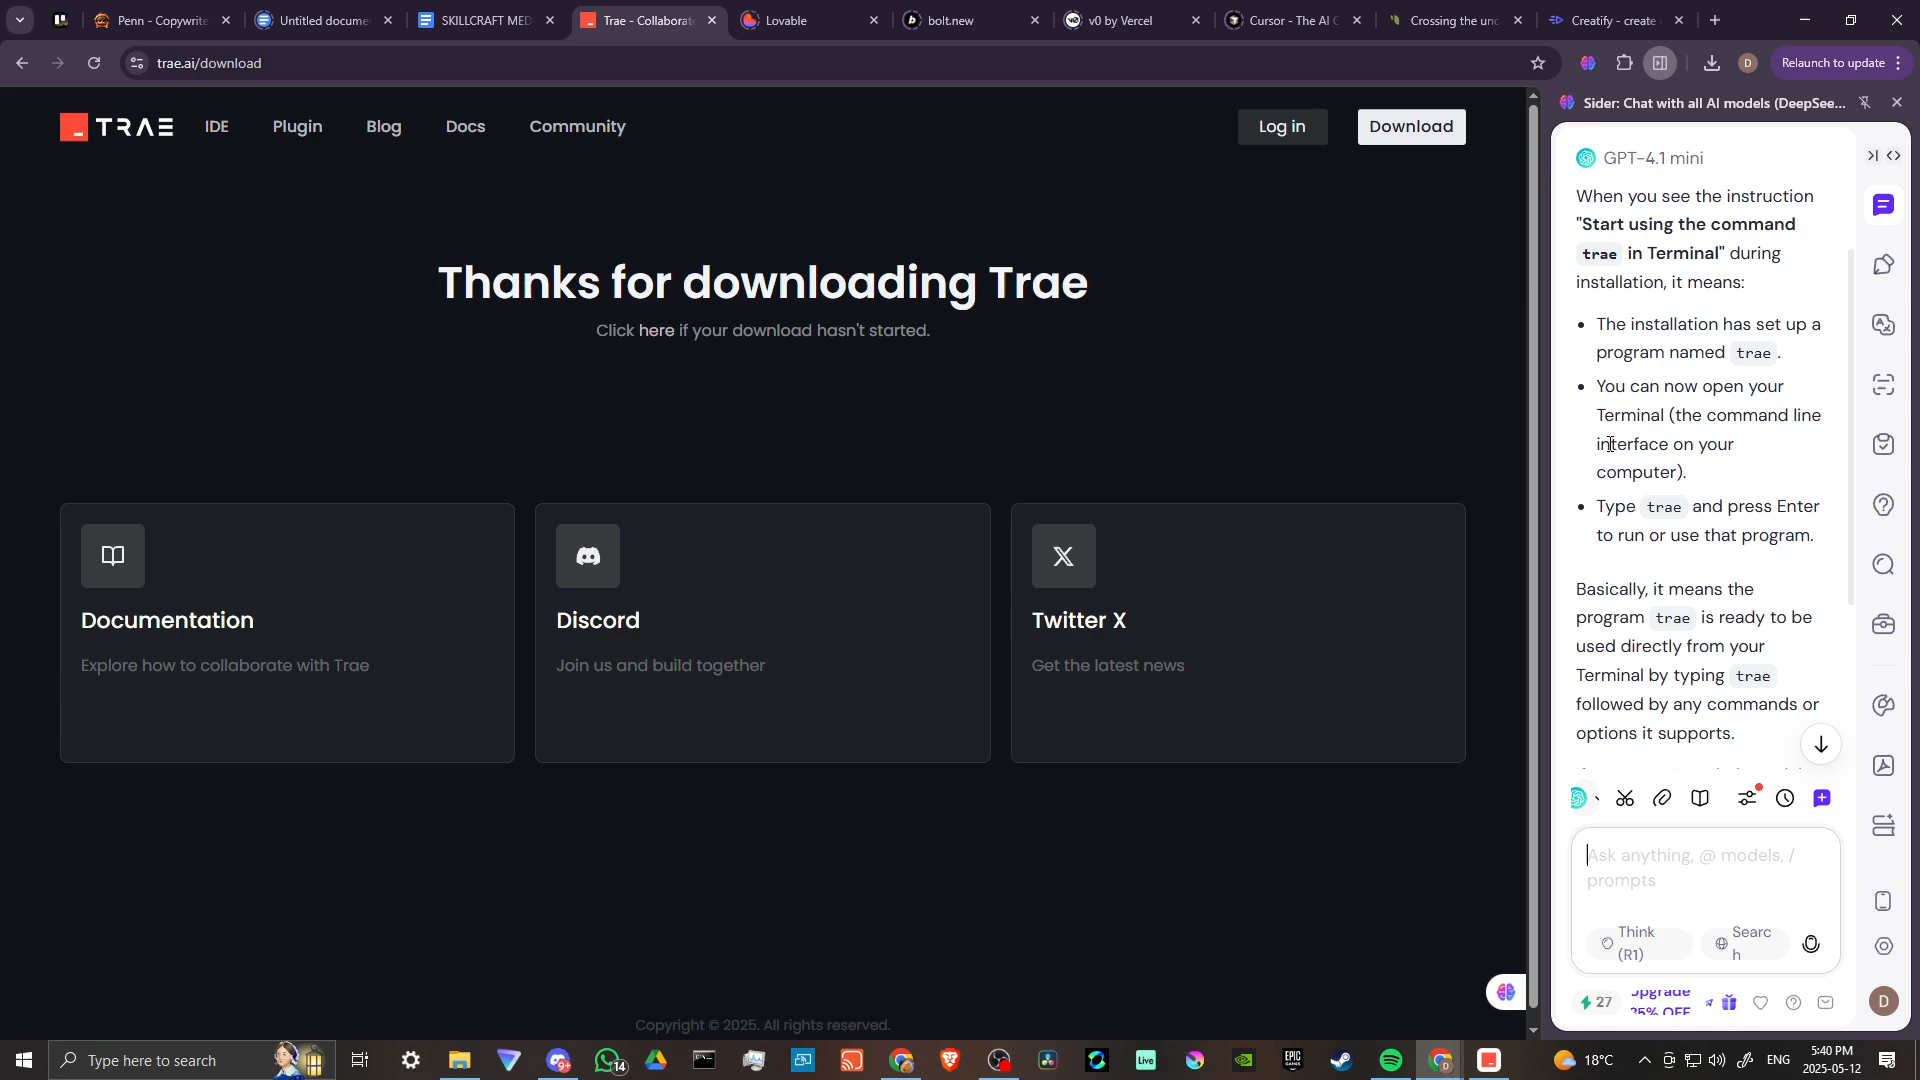 Penn - Copywrite
Untitled docume
SKILLCRAFT MED
Trae - Collaborat
Lovable
bolt.new
v0 by Vercel
Cursor - The AI C
Crossing the unc
Creatify - create
trae.ai/download
D
Relaunch to update
TRAE
IDE
Plugin
Blog
Docs
Community
Log in
Download
Thanks for downloading Trae
Click here if your download hasn't started.
Documentation
Explore how to collaborate with Trae
Discord
Join us and build together
Twitter X
Get the latest news
Copyright © 2025. All rights reserved.
Sider: Chat with all AI models (DeepSee...
GPT-4.1 mini
When you see the instruction
"Start using the command
trae in Terminal" during
installation, it means:
The installation has set up a
program named trae .
You can now open your
Terminal (the command line
interface on your
computer).
Type trae and press Enter
to run or use that program.
Basically, it means the
program trae is ready to be
used directly from your
Terminal by typing trae
followed by any commands or
options it supports.
Ask anything, @ models, /
prompts
Think
(R1)
Searc
h
27
Upgrade
35% OFF
D
Type here to search
9+
14
Live
EPIC
GAMES
D
18°C
ENG
5:40 PM
2025-05-12